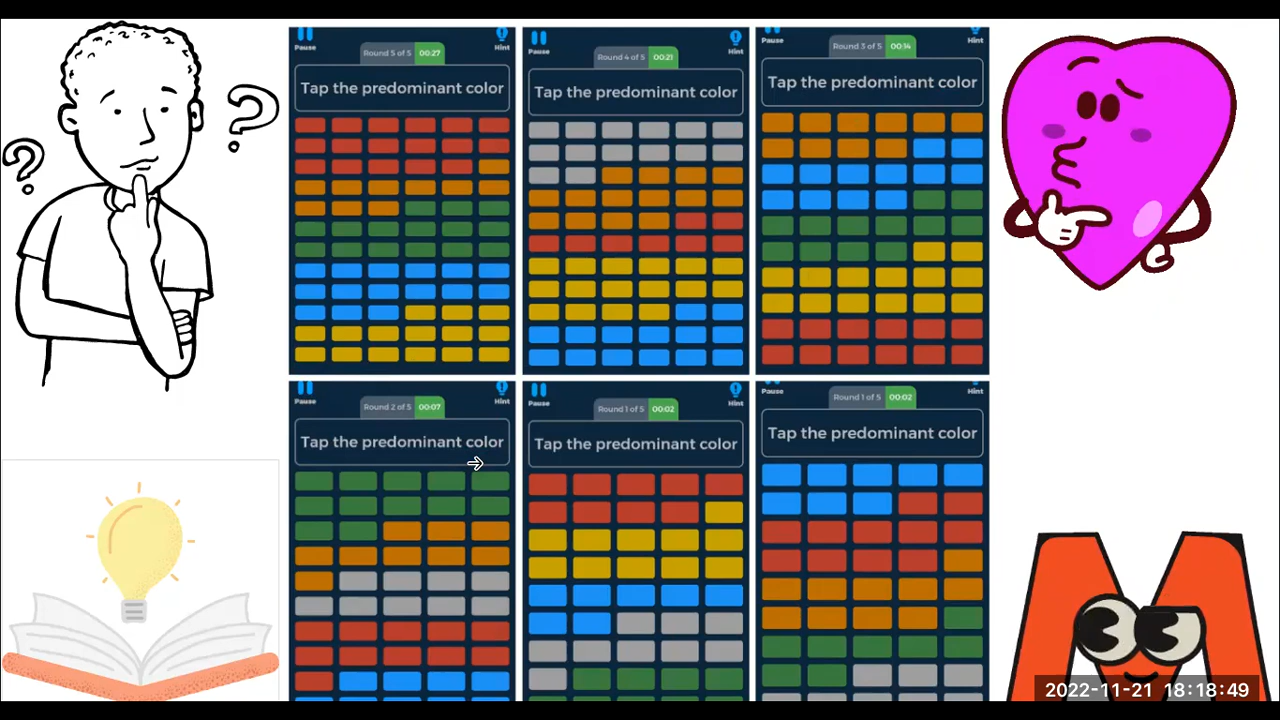 Pause
Round 5 of 5 00:27
Hint
Tap the predominant color
Pause
Round 4 of 5 00:21
Hint
Tap the predominant color
Pause
Round 3 of 5 00:14
Hint
Tap the predominant color
Pause
Round 2 of 5 00:07
Hint
Tap the predominant color
Pause
Round 1 of 5 00:02
Hint
Tap the predominant color
Pause
Round 1 of 5 00:02
Hint
Tap the predominant color
? ?
M
2022-11-21 18:18:49